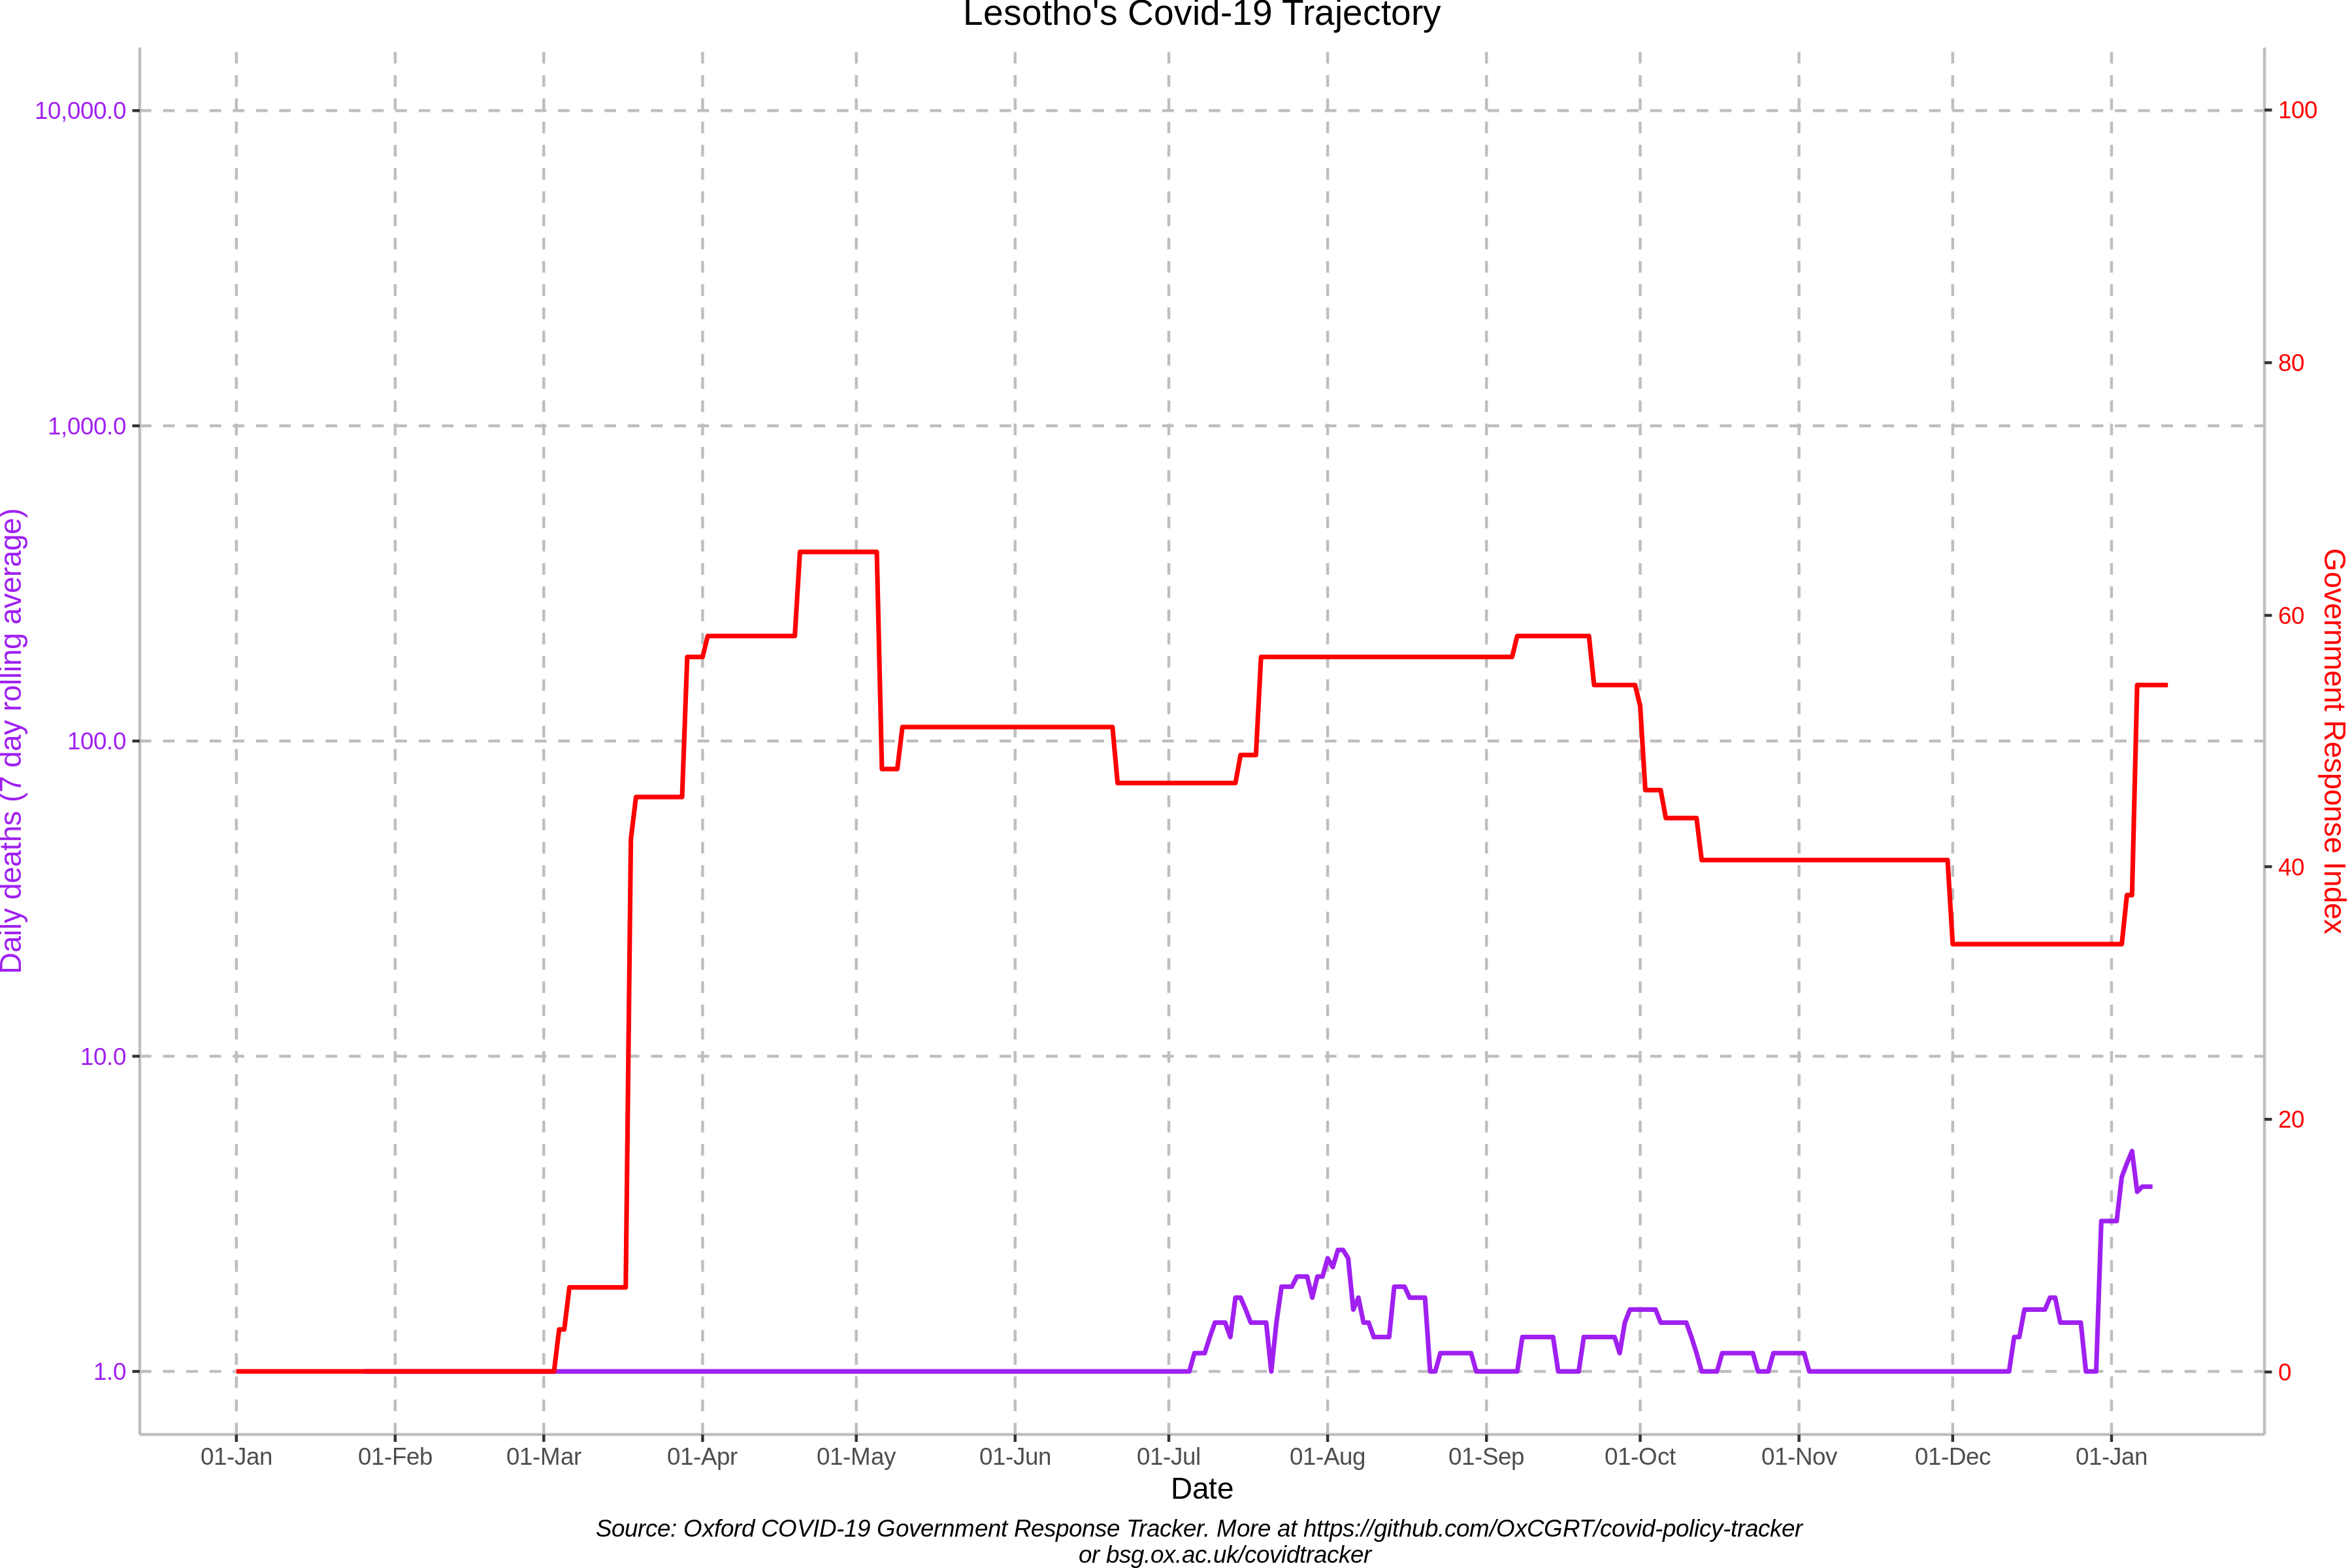 Lesotho's Covid-19 Trajectory
10,000.0
1,000.0
100.0
10.0
1.0
Daily deaths (7 day rolling average)
100
80
60
40
20
0
Government Response Index
01-Jan 01-Feb 01-Mar 01-Apr 01-May 01-Jun 01-Jul 01-Aug 01-Sep 01-Oct 01-Nov 01-Dec 01-Jan
Date
Source: Oxford COVID-19 Government Response Tracker. More at https://github.com/OxCGRT/covid-policy-tracker
or bsg.ox.ac.uk/covidtracker